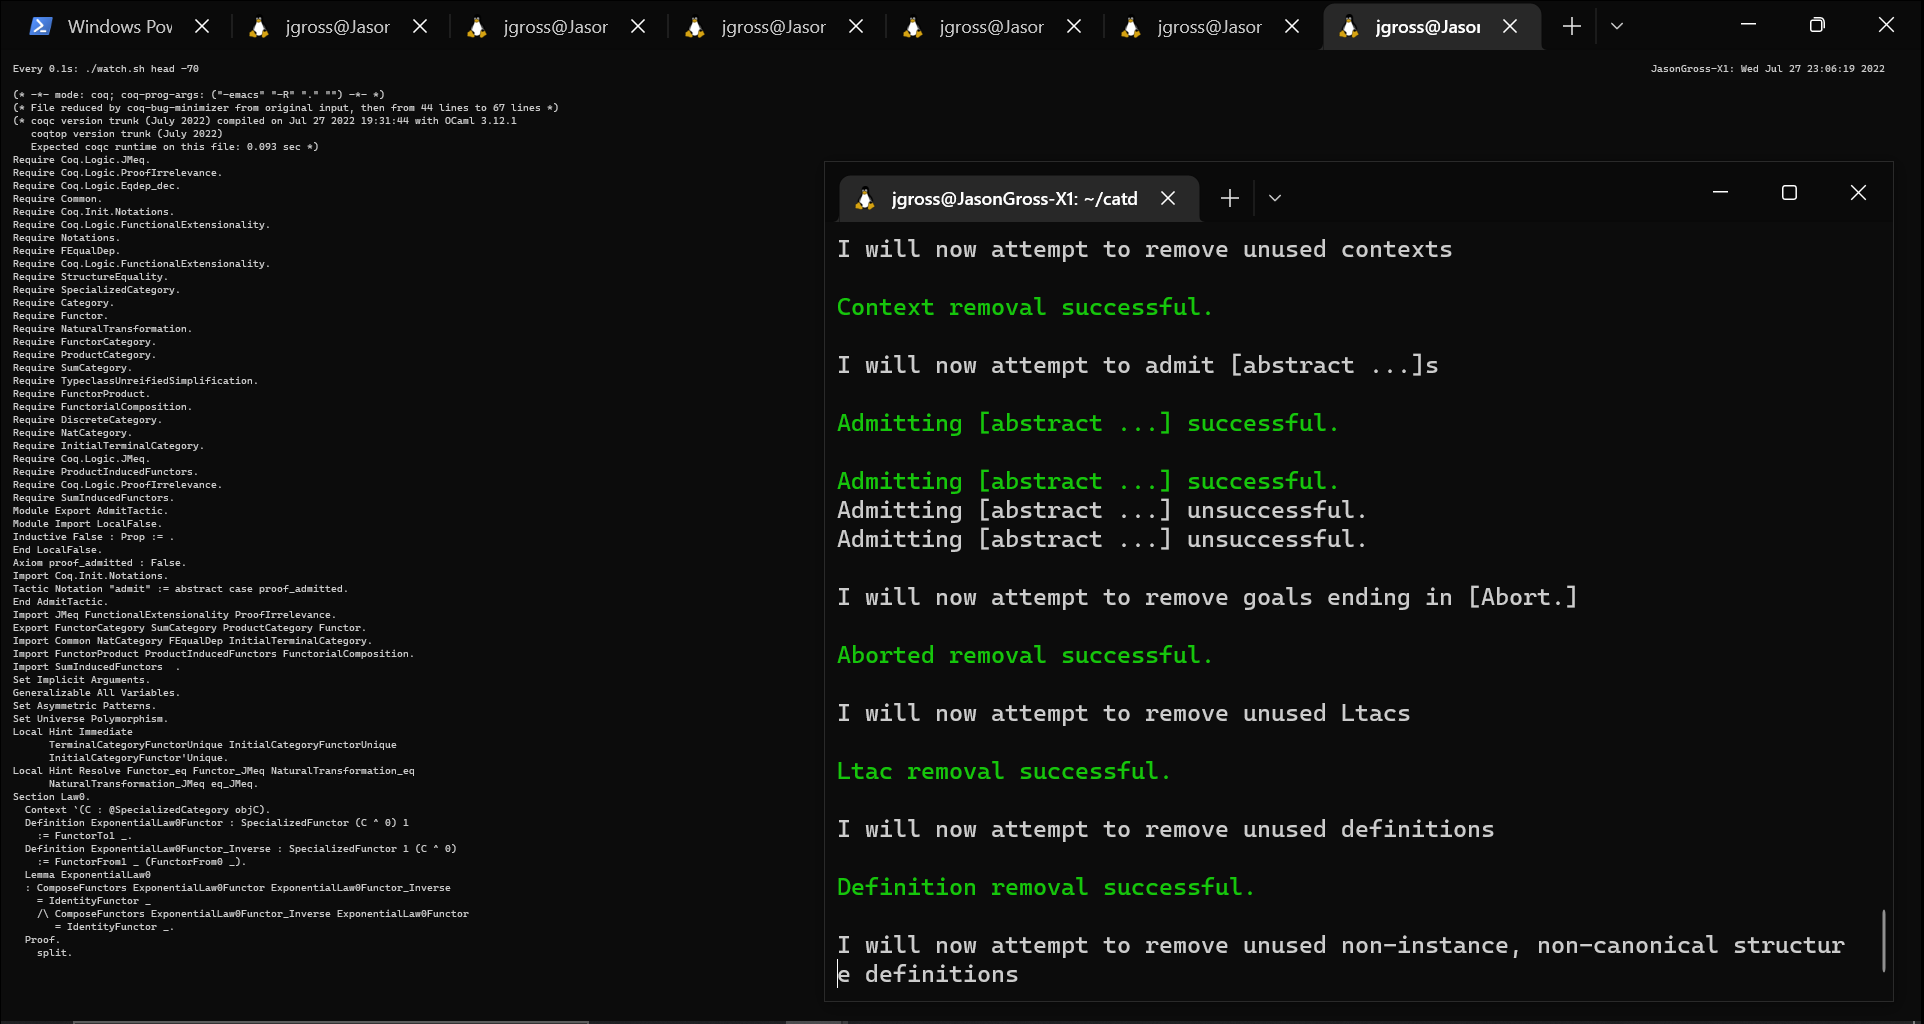 Windows Pov
jgross@Jasor
jgross@Jasor
jgross@Jasor
jgross@Jasor
jgross@Jasor
jgross@Jasor
Every 0.1s: ./watch.sh head -70
JasonGross-X1: Wed Jul 27 23:06:19 2022
(* -*- mode: coq; coq-prog-args: ("-emacs" "-R" "." "") -*- *)
(* File reduced by coq-bug-minimizer from original input, then from 44 lines to 67 lines *)
(* coqc version trunk (July 2022) compiled on Jul 27 2022 19:31:44 with OCaml 3.12.1
coqtop version trunk (July 2022)
Expected coqc runtime on this file: 0.093 sec *)
Require Coq.Logic.JMeq.
Require Coq.Logic.ProofIrrelevance.
Require Coq.Logic.Eqdep_dec.
Require Common.
Require Coq.Init.Notations.
Require Coq.Logic.FunctionalExtensionality.
Require Notations.
Require FEqualDep.
Require Coq.Logic.FunctionalExtensionality.
Require StructureEquality.
Require SpecializedCategory.
Require Category.
Require Functor.
Require NaturalTransformation.
Require FunctorCategory.
Require ProductCategory.
Require SumCategory.
Require TypeclassUnreifiedSimplification.
Require FunctorProduct.
Require FunctorialComposition.
Require DiscreteCategory.
Require NatCategory.
Require InitialTerminalCategory.
Require Coq.Logic.JMeq.
Require ProductInducedFunctors.
Require Coq.Logic.ProofIrrelevance.
Require SumInducedFunctors.
Module Export AdmitTactic.
Module Import LocalFalse.
Inductive False : Prop := .
End LocalFalse.
Axiom proof_admitted : False.
Import Coq.Init.Notations.
Tactic Notation "admit" := abstract case proof_admitted.
End AdmitTactic.
Import JMeq FunctionalExtensionality ProofIrrelevance.
Export FunctorCategory SumCategory ProductCategory Functor.
Import Common NatCategory FEqualDep InitialTerminalCategory.
Import FunctorProduct ProductInducedFunctors FunctorialComposition.
Import SumInducedFunctors  .
Set Implicit Arguments.
Generalizable All Variables.
Set Asymmetric Patterns.
Set Universe Polymorphism.
Local Hint Immediate
TerminalCategoryFunctorUnique InitialCategoryFunctorUnique
InitialCategoryFunctor'Unique.
Local Hint Resolve Functor_eq Functor_JMeq NaturalTransformation_eq
NaturalTransformation_JMeq eq_JMeq.
Section Law0.
Context `(C : @SpecializedCategory objC).
Definition ExponentialLaw0Functor : SpecializedFunctor (C ^ 0) 1
:= FunctorTo1 _.
Definition ExponentialLaw0Functor_Inverse : SpecializedFunctor 1 (C ^ 0)
:= FunctorFrom1 _ (FunctorFrom0 _).
Lemma ExponentialLaw0
: ComposeFunctors ExponentialLaw0Functor ExponentialLaw0Functor_Inverse
= IdentityFunctor _
/\ ComposeFunctors ExponentialLaw0Functor_Inverse ExponentialLaw0Functor
= IdentityFunctor _.
Proof.
split.
jgross@JasonGross-X1: ~/catd
I will now attempt to remove unused contexts
Context removal successful.
I will now attempt to admit [abstract ...]s
Admitting [abstract ...] successful.
Admitting [abstract ...] successful.
Admitting [abstract ...] unsuccessful.
Admitting [abstract ...] unsuccessful.
I will now attempt to remove goals ending in [Abort.]
Aborted removal successful.
I will now attempt to remove unused Ltacs
Ltac removal successful.
I will now attempt to remove unused definitions
Definition removal successful.
I will now attempt to remove unused non-instance, non-canonical structur
e definitions